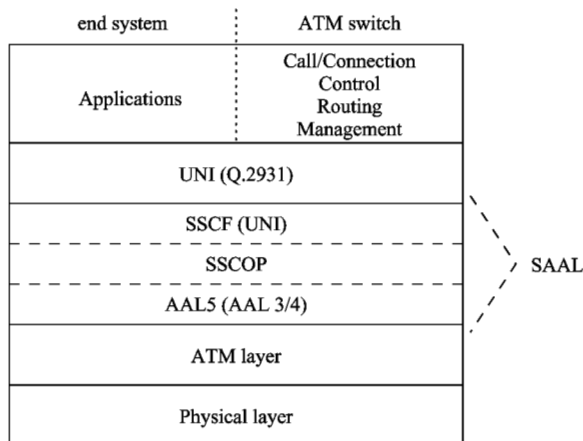 end system
ATM switch
Applications
Call/Connection
Control
Routing
Management
UNI (Q.2931)
SSCF (UNI)
SSCOP
SAAL
AAL5 (AAL 3/4)
ATM layer
Physical layer